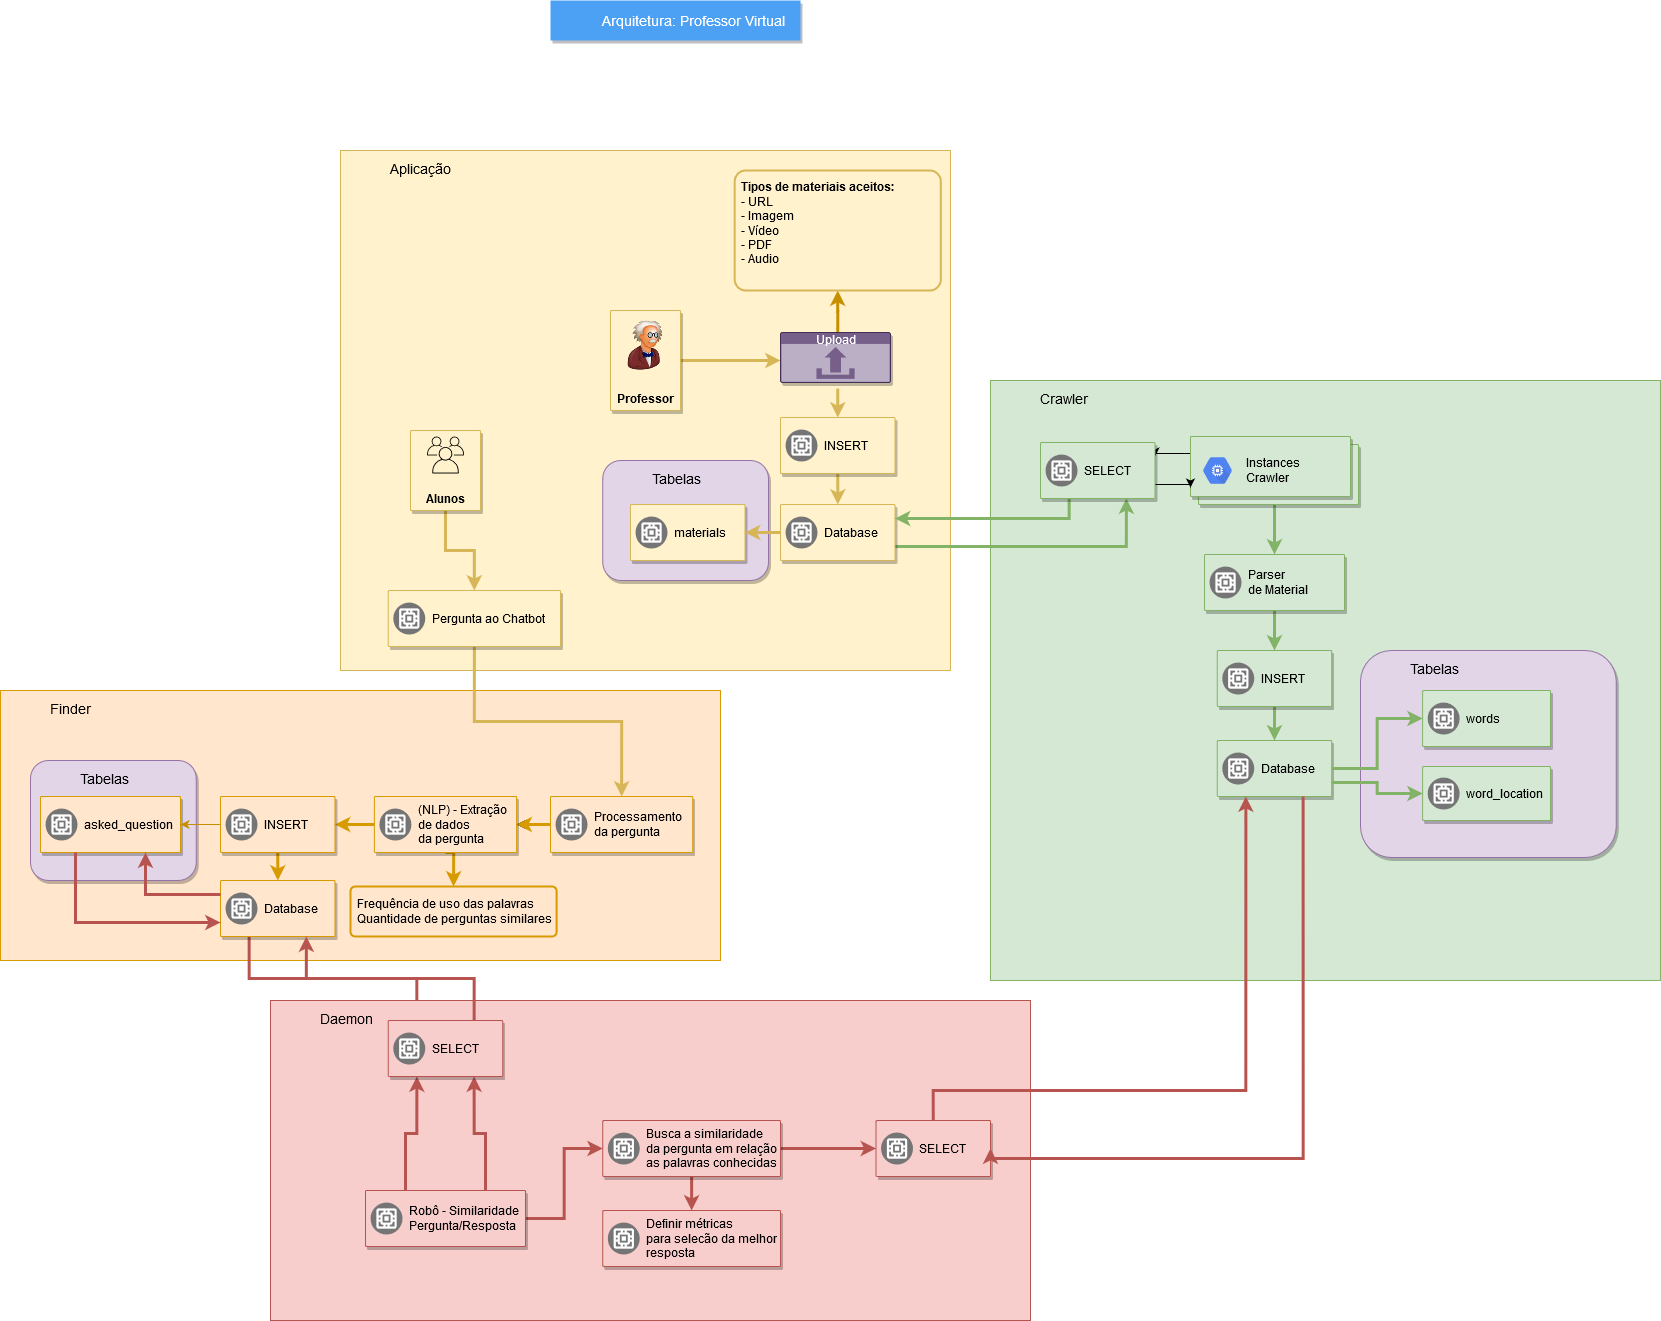 Arquitetura: Professor Virtual
Aplicação
Tipos de materiais aceitos:
- URL
- Imagem
- Vídeo
- PDF
- Audio
Upload
Professor
INSERT
Alunos
Tabelas
materials
Database
Pergunta ao Chatbot
Crawler
SELECT
Instances
Crawler
Parser
de Material
INSERT
Database
Tabelas
words
word_location
Finder
Tabelas
asked_question
INSERT
(NLP) - Extração
de dados
da pergunta
Processamento
da pergunta
Database
Frequência de uso das palavras
Quantidade de perguntas similares
Daemon
SELECT
Robô - Similaridade
Pergunta/Resposta
Busca a similaridade
da pergunta em relação
as palavras conhecidas
SELECT
Definir métricas
para selecão da melhor
resposta